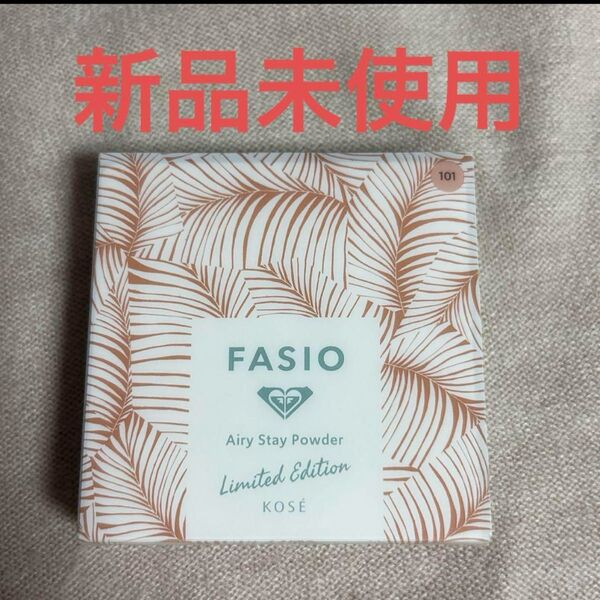 新品未使用
101
FASIO
Airy Stay Powder
Limited Edition
KOSÉ